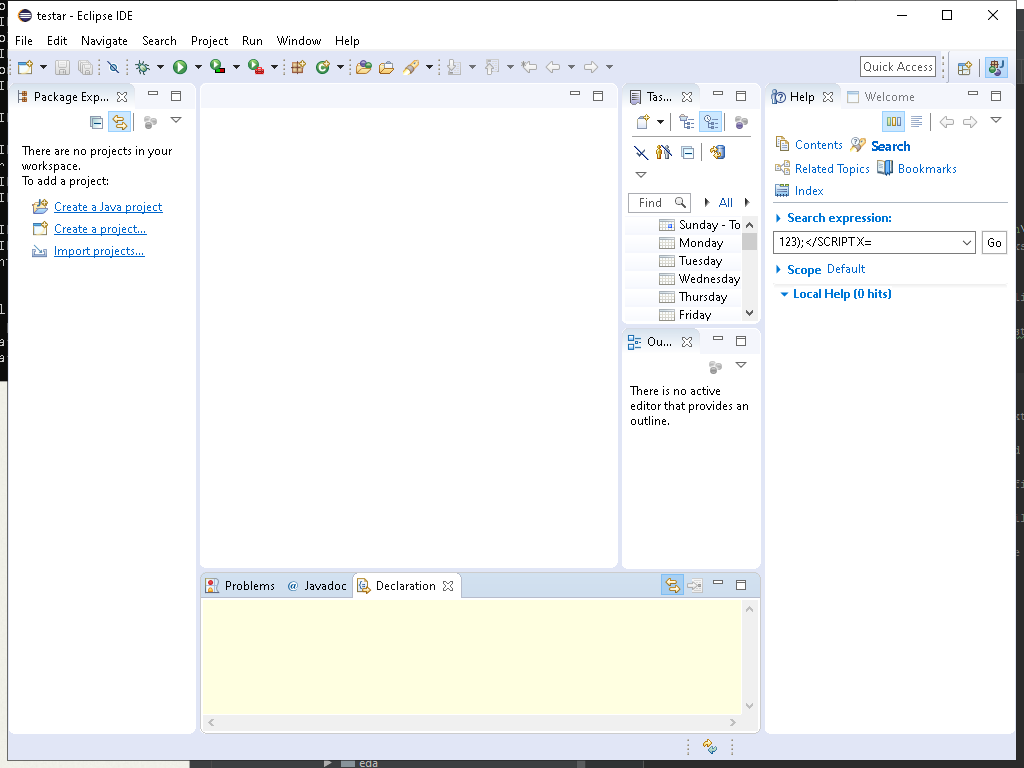 testar - Eclipse IDE
File Edit Navigate Search Project Run Window Help
Quick Access
Package Exp...
There are no projects in your
workspace.
To add a project:
Create a Java project
Create a project...
Import projects...
Tas...
Find
All
Sunday - To
Monday
Tuesday
Wednesday
Thursday
Friday
Ou...
There is no active
editor that provides an
outline.
Help Welcome
Contents Search
Related Topics Bookmarks
Index
Search expression:
123);</SCRIPTX=
Go
Scope Default
Local Help (0 hits)
Problems @ Javadoc Declaration
eda